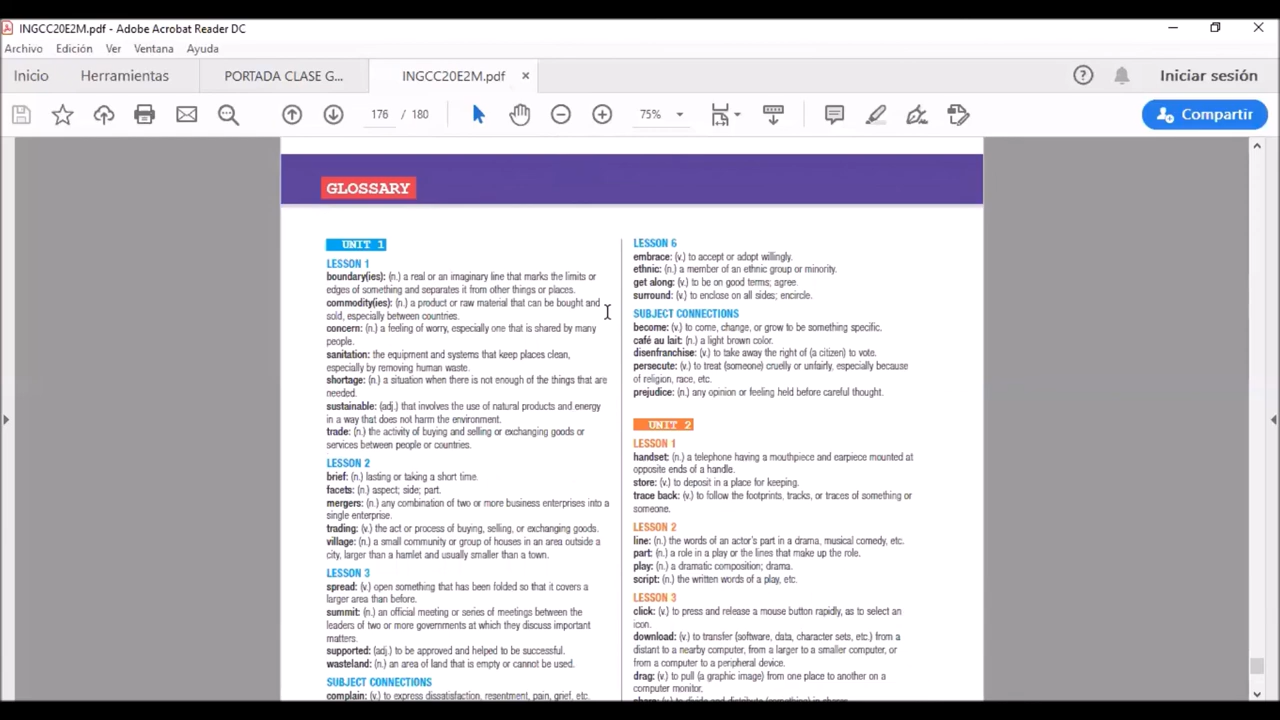 INGCC20E2M.pdf - Adobe Acrobat Reader DC
Archivo Edición Ver Ventana Ayuda
Inicio Herramientas PORTADA CLASE G... INGCC20E2M.pdf × Iniciar sesión
176 / 180 75% Compartir
GLOSSARY
UNIT 1
LESSON 1
boundary(ies): (n.) a real or an imaginary line that marks the limits or
edges of something and separates it from other things or places.
commodity(ies): (n.) a product or raw material that can be bought and
sold, especially between countries.
concern: (n.) a feeling of worry, especially one that is shared by many
people.
sanitation: the equipment and systems that keep places clean,
especially by removing human waste.
shortage: (n.) a situation when there is not enough of the things that are
needed.
sustainable: (adj.) that involves the use of natural products and energy
in a way that does not harm the environment.
trade: (n.) the activity of buying and selling or exchanging goods or
services between people or countries.
LESSON 2
brief: (n.) lasting or taking a short time.
facets: (n.) aspect; side; part.
mergers: (n.) any combination of two or more business enterprises into a
single enterprise.
trading: (v.) the act or process of buying, selling, or exchanging goods.
village: (n.) a small community or group of houses in an area outside a
city, larger than a hamlet and usually smaller than a town.
LESSON 3
spread: (v.) open something that has been folded so that it covers a
larger area than before.
summit: (n.) an official meeting or series of meetings between the
leaders of two or more governments at which they discuss important
matters.
supported: (adj.) to be approved and helped to be successful.
wasteland: (n.) an area of land that is empty or cannot be used.
SUBJECT CONNECTIONS
complain: (v.) to express dissatisfaction, resentment, pain, grief, etc.
LESSON 6
embrace: (v.) to accept or adopt willingly.
ethnic: (n.) a member of an ethnic group or minority.
get along: (v.) to be on good terms; agree.
surround: (v.) to enclose on all sides; encircle.
SUBJECT CONNECTIONS
become: (v.) to come, change, or grow to be something specific.
café au lait: (n.) a light brown color.
disenfranchise: (v.) to take away the right of (a citizen) to vote.
persecute: (v.) to treat (someone) cruelly or unfairly, especially because
of religion, race, etc.
prejudice: (n.) any opinion or feeling held before careful thought.
UNIT 2
LESSON 1
handset: (n.) a telephone having a mouthpiece and earpiece mounted at
opposite ends of a handle.
store: (v.) to deposit in a place for keeping.
trace back: (v.) to follow the footprints, tracks, or traces of something or
someone.
LESSON 2
line: (n.) the words of an actor's part in a drama, musical comedy, etc.
part: (n.) a role in a play or the lines that make up the role.
play: (n.) a dramatic composition; drama.
script: (n.) the written words of a play, etc.
LESSON 3
click: (v.) to press and release a mouse button rapidly, as to select an
icon.
download: (v.) to transfer (software, data, character sets, etc.) from a
distant to a nearby computer, from a larger to a smaller computer, or
from a computer to a peripheral device.
drag: (v.) to pull (a graphic image) from one place to another on a
computer monitor.